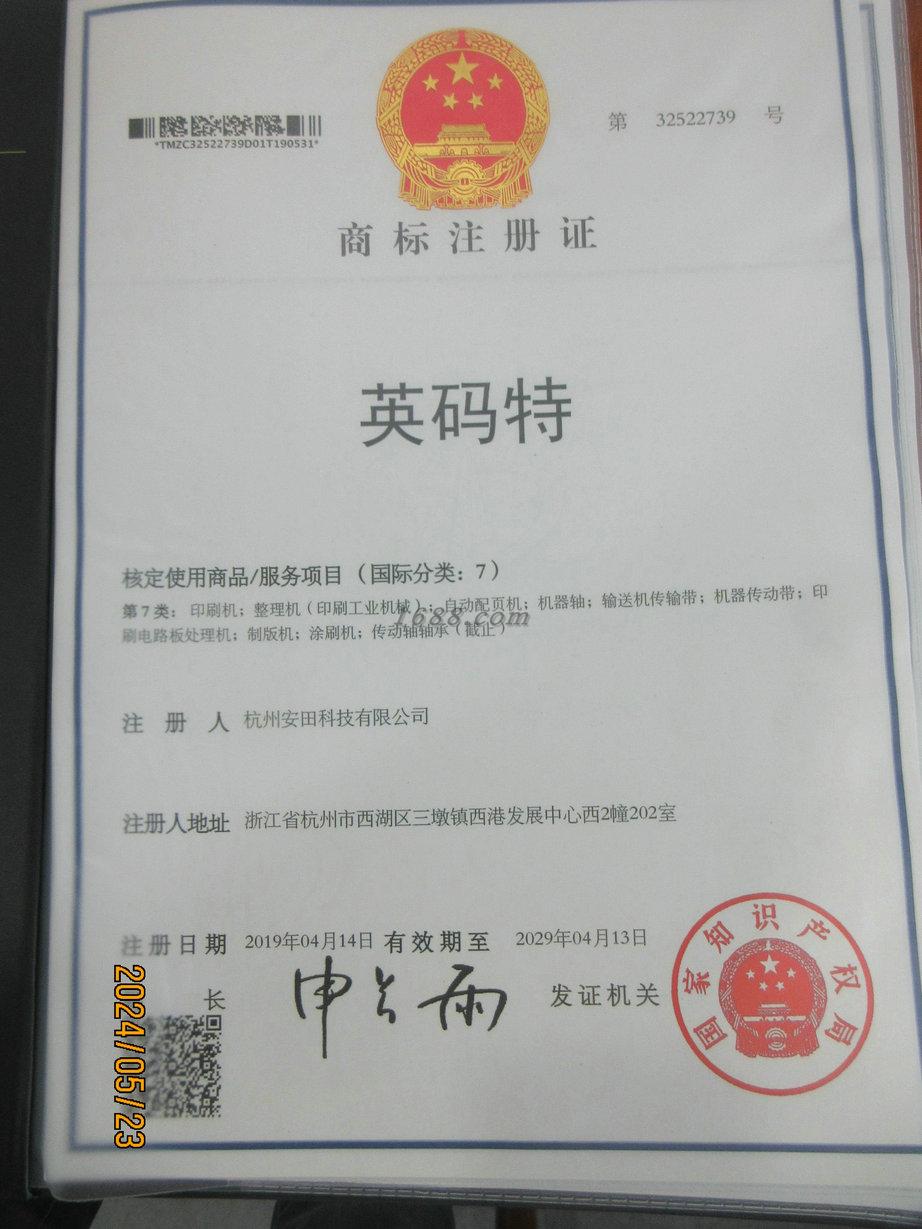 第 32522739 号
*TMZC32522739D01T190531*
商标注册证
英码特
核定使用商品/服务项目（国际分类：7）
第7类：印刷机；整理机（印刷工业机械）；自动配页机；机器轴；输送机传输带；机器传动带；印
刷电路板处理机；制版机；涂刷机；传动轴轴承（截止）
1688.com
注册人 杭州安田科技有限公司
注册人地址 浙江省杭州市西湖区三墩镇西港发展中心西2幢202室
注册日期 2019年04月14日 有效期至 2029年04月13日
长 申长雨 发证机关
国家知识产权局
2024/05/23